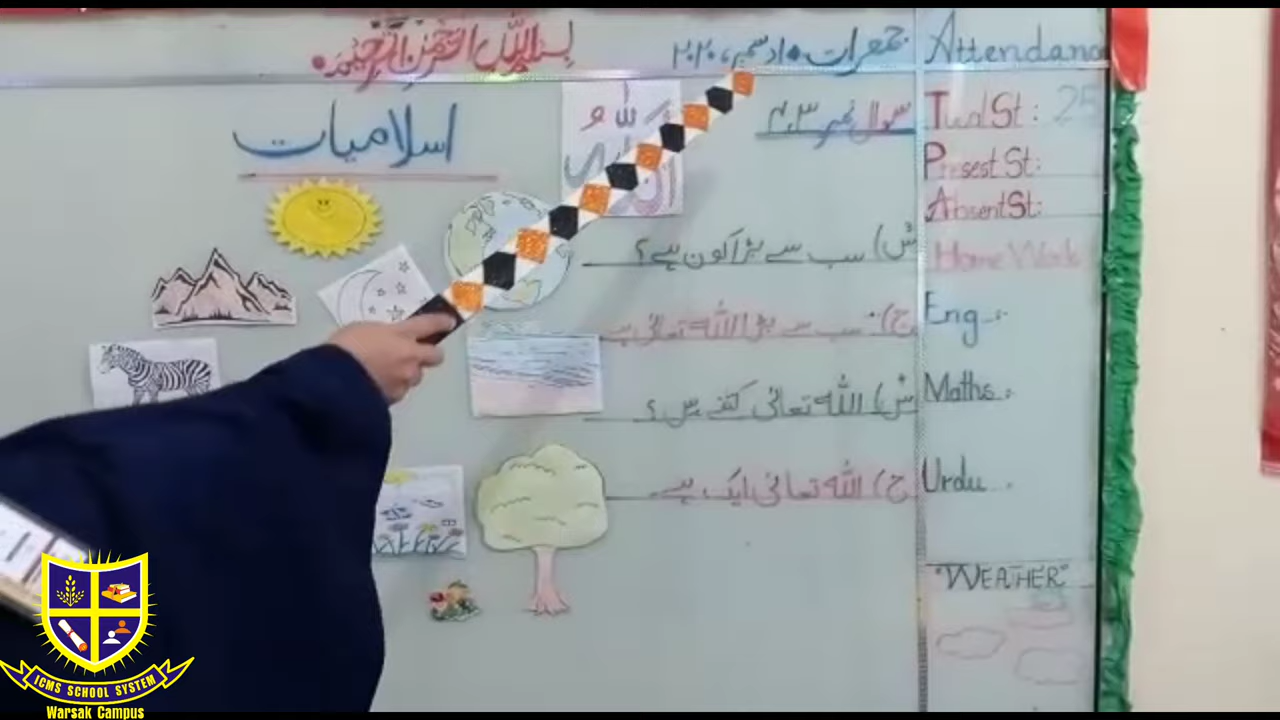 بسم اللہ الرحمٰن الرحیم
جمعرات ۱۰ دسمبر، ۲۰۲۰
Attendanc
اسلامیات
سوال نمبر ۳،۴
Total St: 25
Present St:
Absent St:
Home Work
ش) سب سے بڑا کون ہے؟
ج) سب سے بڑا اللہ تعالیٰ ہے
Eng :
ش) اللہ تعالیٰ کتنے ہیں؟
Maths :
ج) اللہ تعالیٰ ایک ہے۔
Urdu :
"WEATHER"
ICMS SCHOOL SYSTEM
Warsak Campus